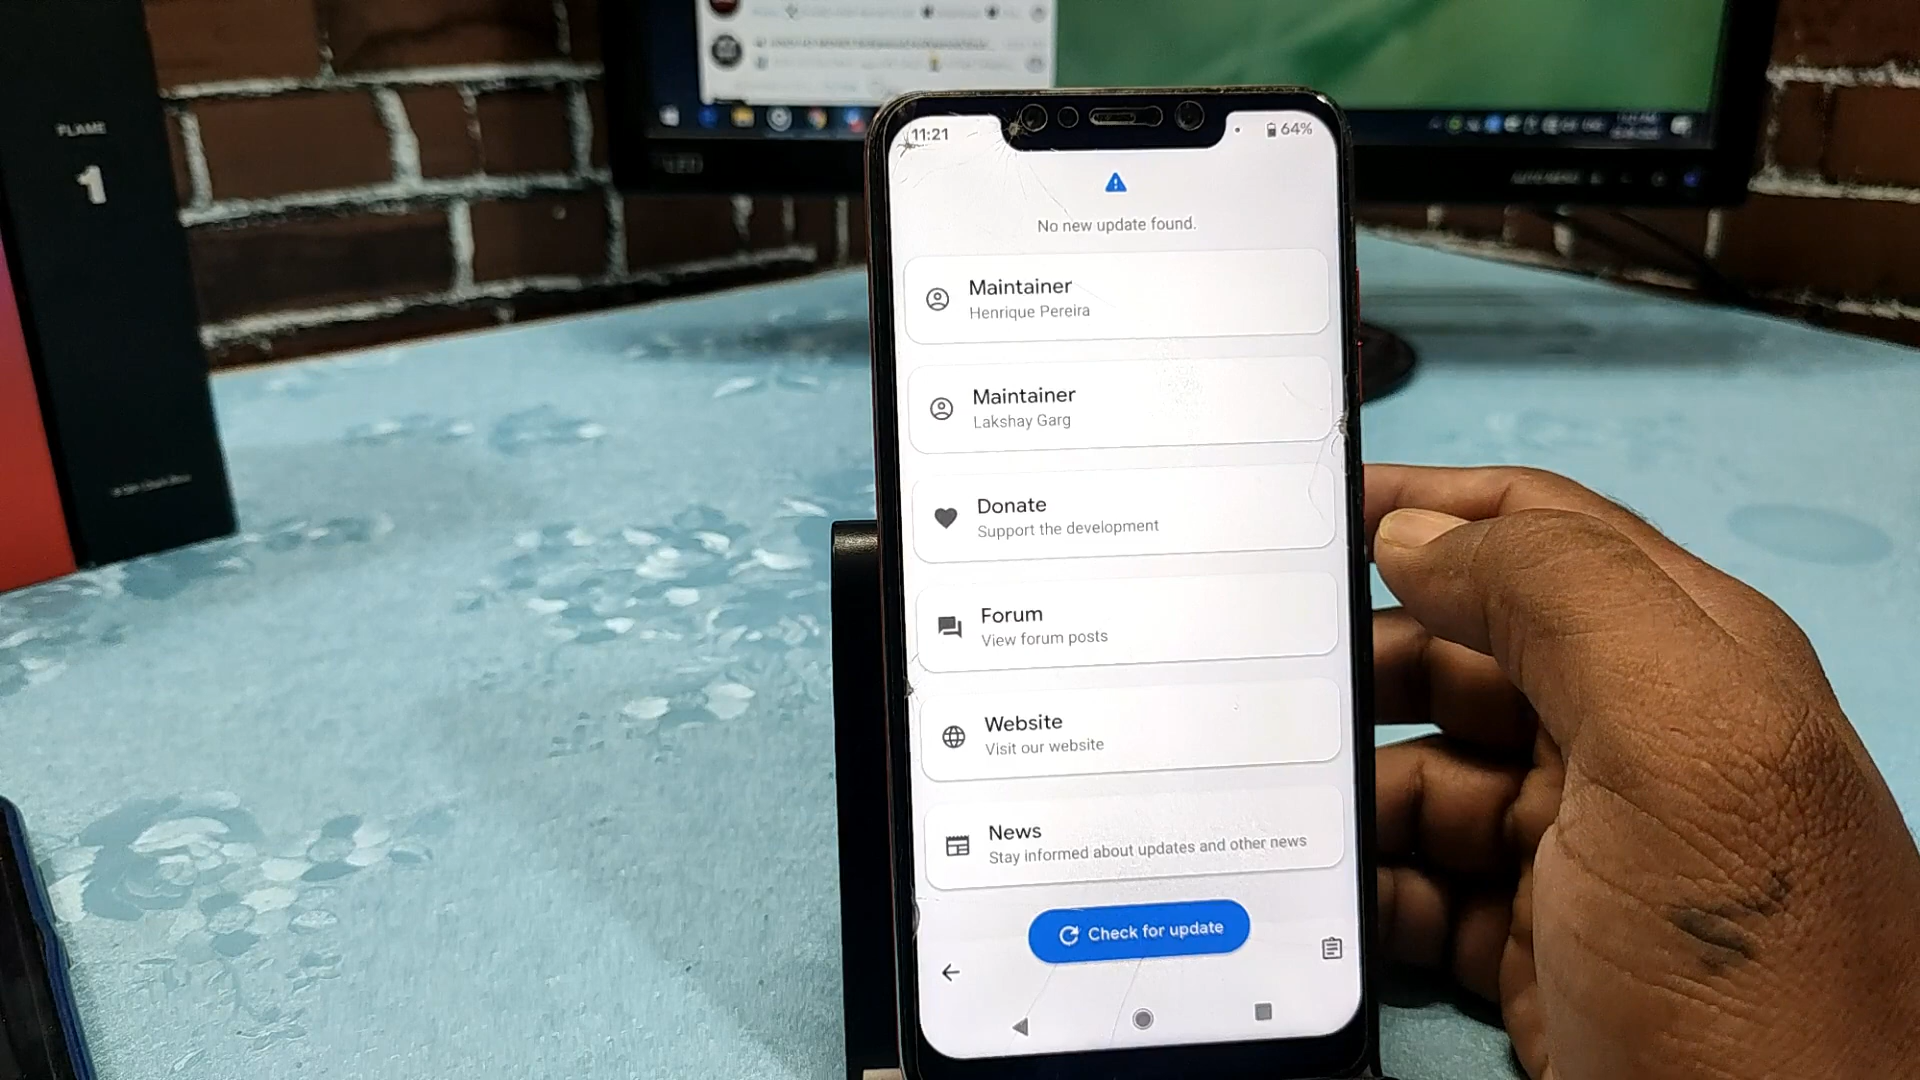 FLAME
1
11:21
64%
No new update found.
Maintainer
Henrique Pereira
Maintainer
Lakshay Garg
Donate
Support the development
Forum
View forum posts
Website
Visit our website
News
Stay informed about updates and other news
Check for update